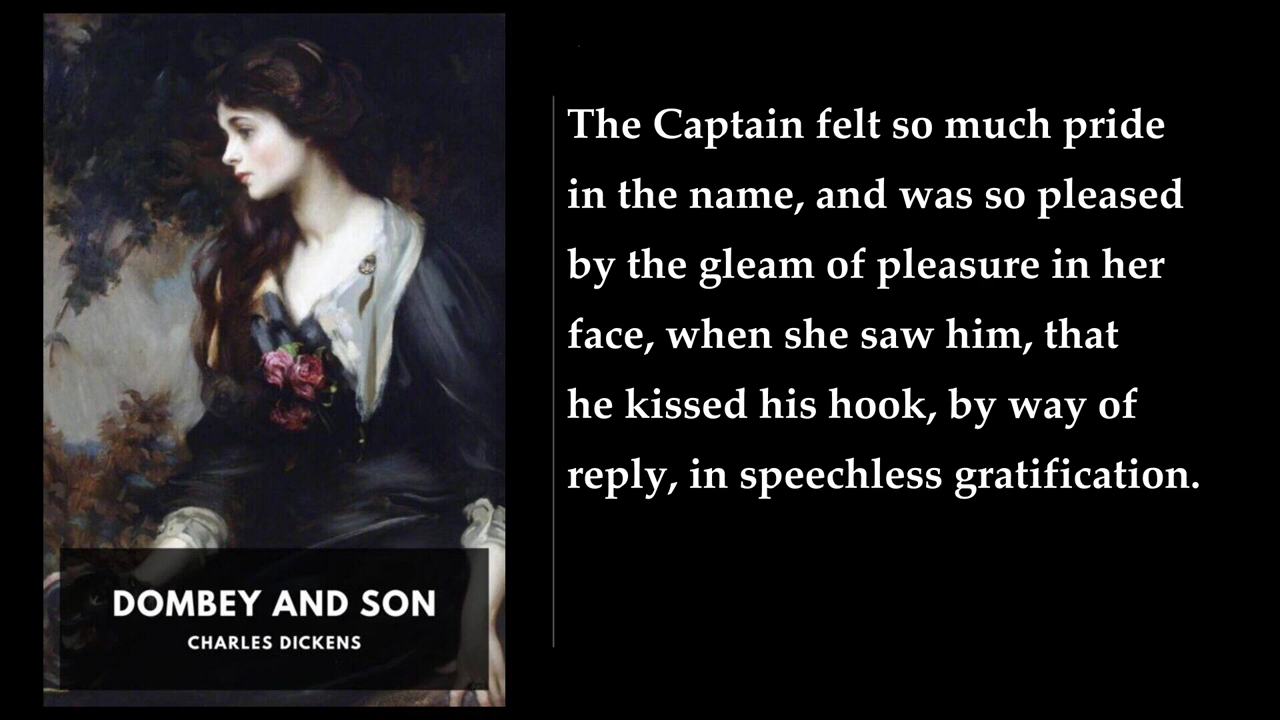 The Captain felt so much pride
in the name, and was so pleased
by the gleam of pleasure in her
face, when she saw him, that
he kissed his hook, by way of
reply, in speechless gratification.
DOMBEY AND SON
CHARLES DICKENS